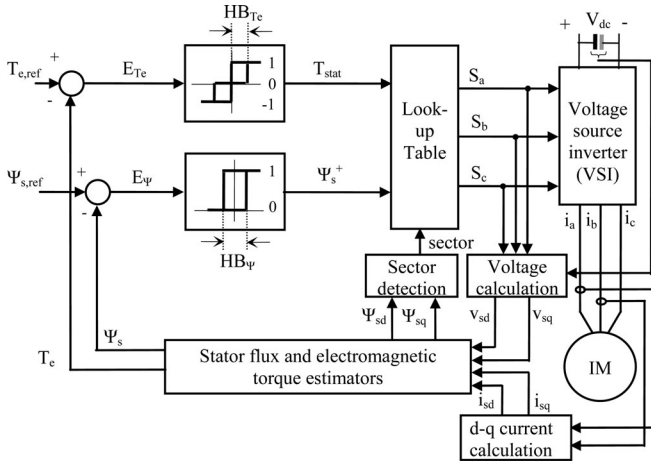 HB_Te
+ V_dc -
T_e,ref
+
-
E_Te
1
0
-1
T_stat
Look-
up
Table
S_a
S_b
S_c
Voltage
source
inverter
(VSI)
Ψ_s,ref
+
-
E_Ψ
1
0
Ψ_s^+
HB_Ψ
i_a i_b i_c
sector
Sector
detection
Voltage
calculation
Ψ_sd Ψ_sq
v_sd v_sq
Ψ_s
T_e
Stator flux and electromagnetic
torque estimators
IM
i_sd i_sq
d-q current
calculation